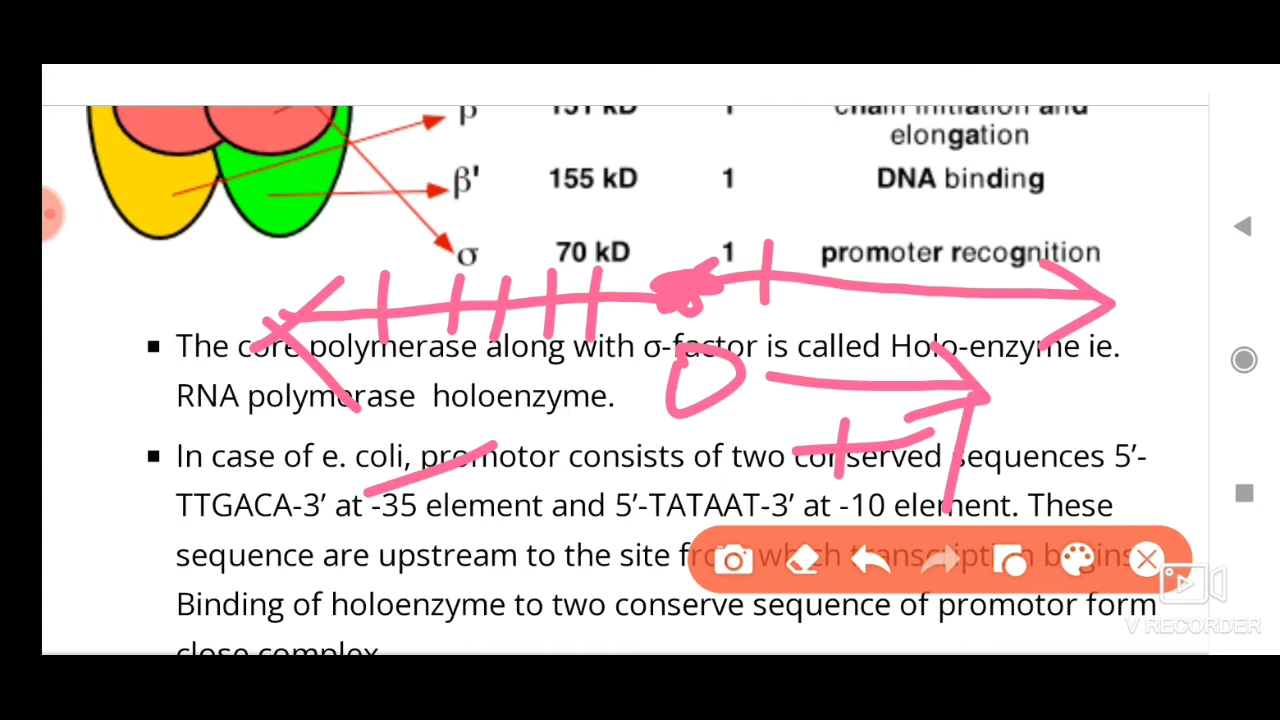 β 151 kD 1 chain initiation and
elongation
β' 155 kD 1 DNA binding
σ 70 kD 1 promoter recognition
▪ The core polymerase along with σ-factor is called Holo-enzyme ie.
RNA polymerase holoenzyme.
▪ In case of e. coli, promotor consists of two conserved sequences 5’-
TTGACA-3’ at -35 element and 5’-TATAAT-3’ at -10 element. These
sequence are upstream to the site from which transcription begins.
Binding of holoenzyme to two conserve sequence of promotor form
close complex.
0
+
V RECORDER